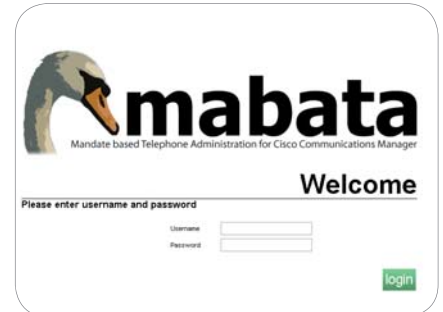 mabata
Mandate based Telephone Administration for Cisco Communications Manager
Welcome
Please enter username and password
Username
Password
login